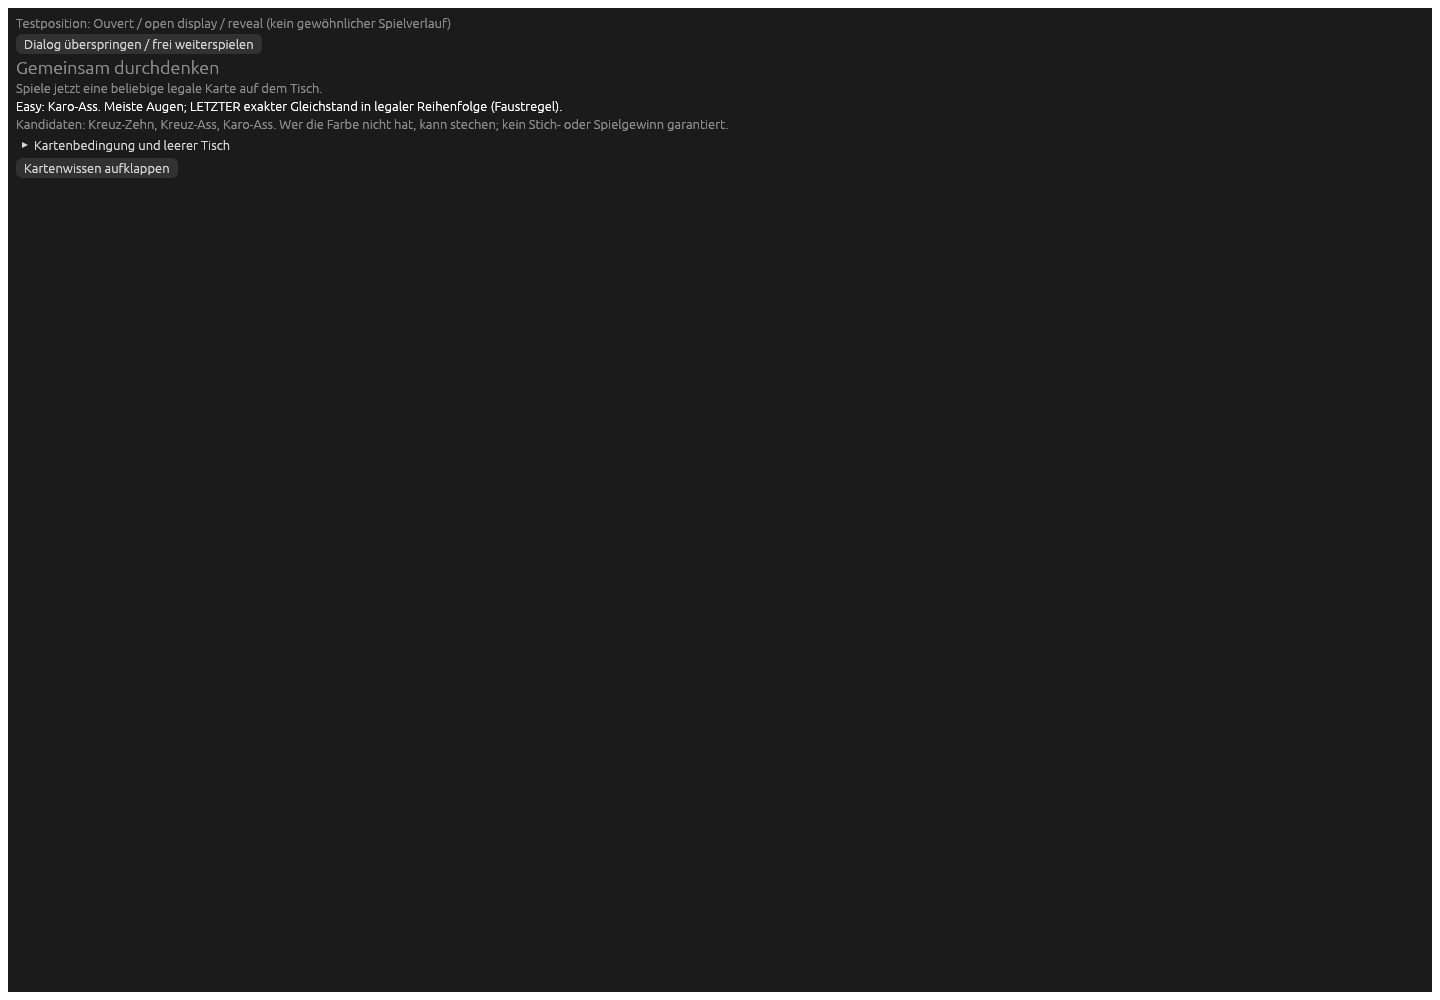 Testposition: Ouvert / open display / reveal (kein gewöhnlicher Spielverlauf)
Dialog überspringen / frei weiterspielen
Gemeinsam durchdenken
Spiele jetzt eine beliebige legale Karte auf dem Tisch.
Easy: Karo-Ass. Meiste Augen; LETZTER exakter Gleichstand in legaler Reihenfolge (Faustregel).
Kandidaten: Kreuz-Zehn, Kreuz-Ass, Karo-Ass. Wer die Farbe nicht hat, kann stechen; kein Stich- oder Spielgewinn garantiert.
Kartenbedingung und leerer Tisch
Kartenwissen aufklappen